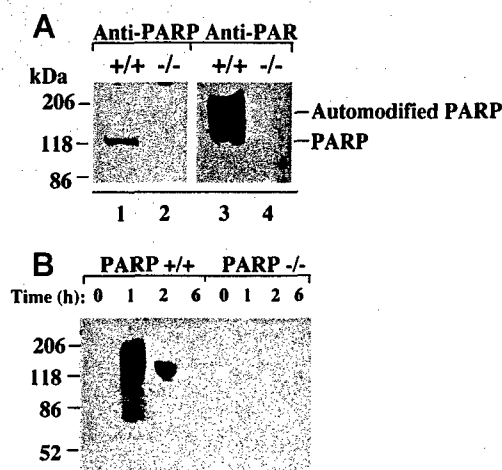 A
Anti-PARP Anti-PAR
+/+ -/- +/+ -/-
kDa
206
Automodified PARP
118
PARP
86
1 2 3 4
B
PARP +/+ PARP -/-
Time (h): 0 1 2 6 0 1 2 6
206
118
86
52